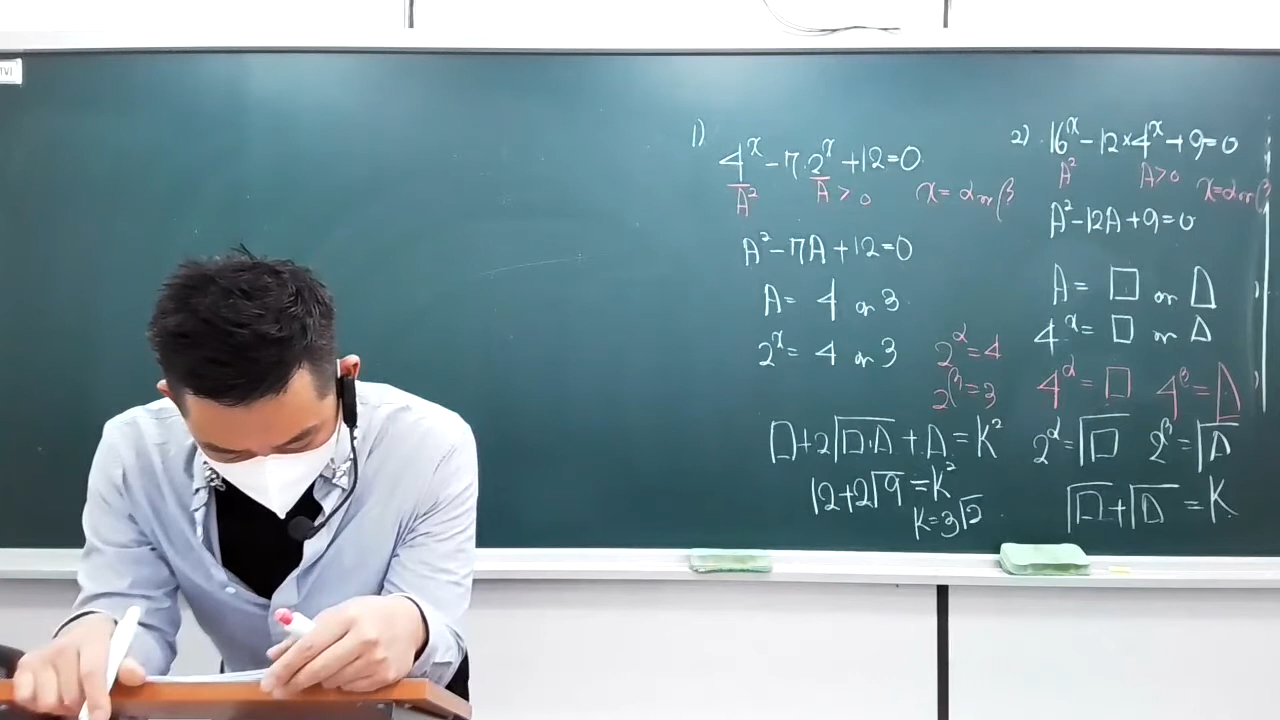 TVI
1)
4^x - 7·2^x + 12 = 0
A² A > 0 x = α or β
A² - 7A + 12 = 0
A = 4 or 3
2^x = 4 or 3
2^α = 4
2^β = 3
□ + 2√(□·△) + △ = K²
12 + 2√9 = K²
K = 3√2
2) 16^x - 12 × 4^x + 9 = 0
A² A > 0 x = α or β
A² - 12A + 9 = 0
A = □ or △
4^x = □ or △
4^α = □ 4^β = △
2^α = √□ 2^β = √△
√□ + √△ = K